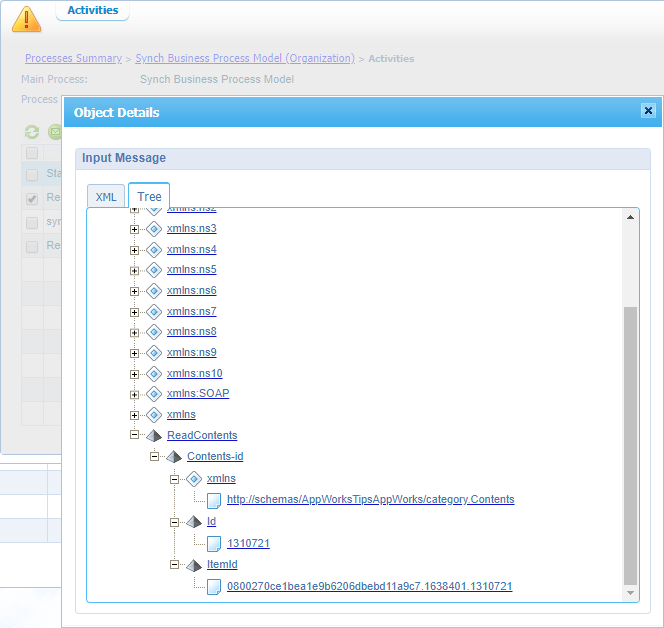 Activities
Processes Summary > Synch Business Process Model (Organization) > Activities
Main Process: Synch Business Process Model
Process
Object Details
Input Message
XML Tree
Sta
Re
syn
Re
xmlns:ns2
xmlns:ns3
xmlns:ns4
xmlns:ns5
xmlns:ns6
xmlns:ns7
xmlns:ns8
xmlns:ns9
xmlns:ns10
xmlns:SOAP
xmlns
ReadContents
Contents-id
xmlns
http://schemas/AppWorksTipsAppWorks/category.Contents
Id
1310721
ItemId
0800270ce1bea1e9b6206dbebd11a9c7.1638401.1310721